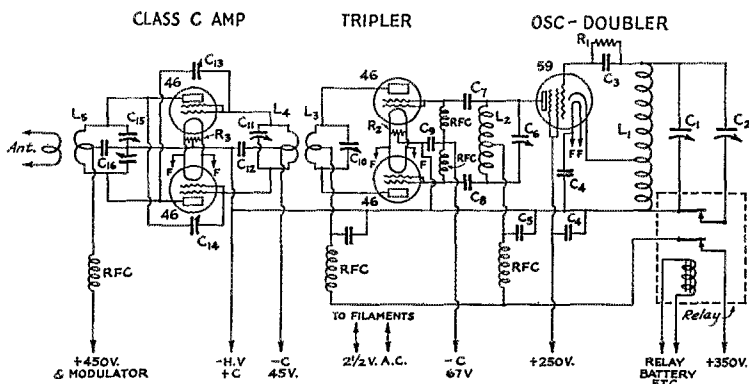 CLASS C AMP
TRIPLER
OSC-DOUBLER
C13
46
L4
L5
C15
R3
C11
Ant.
C16
F
F
C12
46
C14
RFC
L3
46
C7
R2
C9
RFC
L2
C6
C10
F
F
RFC
C8
46
C5
RFC
RFC
59
R1
C3
L1
C1
C2
F F
C4
C4
Relay
TO FILAMENTS
+450V.
& MODULATOR
-H.V
+C
-C
45V.
2½V. A.C.
-C
67V
+250V.
RELAY
BATTERY
ETC
+350V.